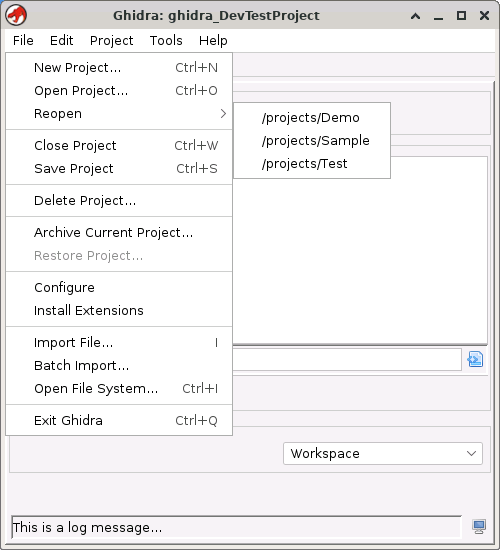 Ghidra: ghidra_DevTestProject
File Edit Project Tools Help
New Project... Ctrl+N
Open Project... Ctrl+O
Reopen
/projects/Demo
/projects/Sample
/projects/Test
Close Project Ctrl+W
Save Project Ctrl+S
Delete Project...
Archive Current Project...
Restore Project...
Configure
Install Extensions
Import File... I
Batch Import...
Open File System... Ctrl+I
Exit Ghidra Ctrl+Q
Workspace
This is a log message...